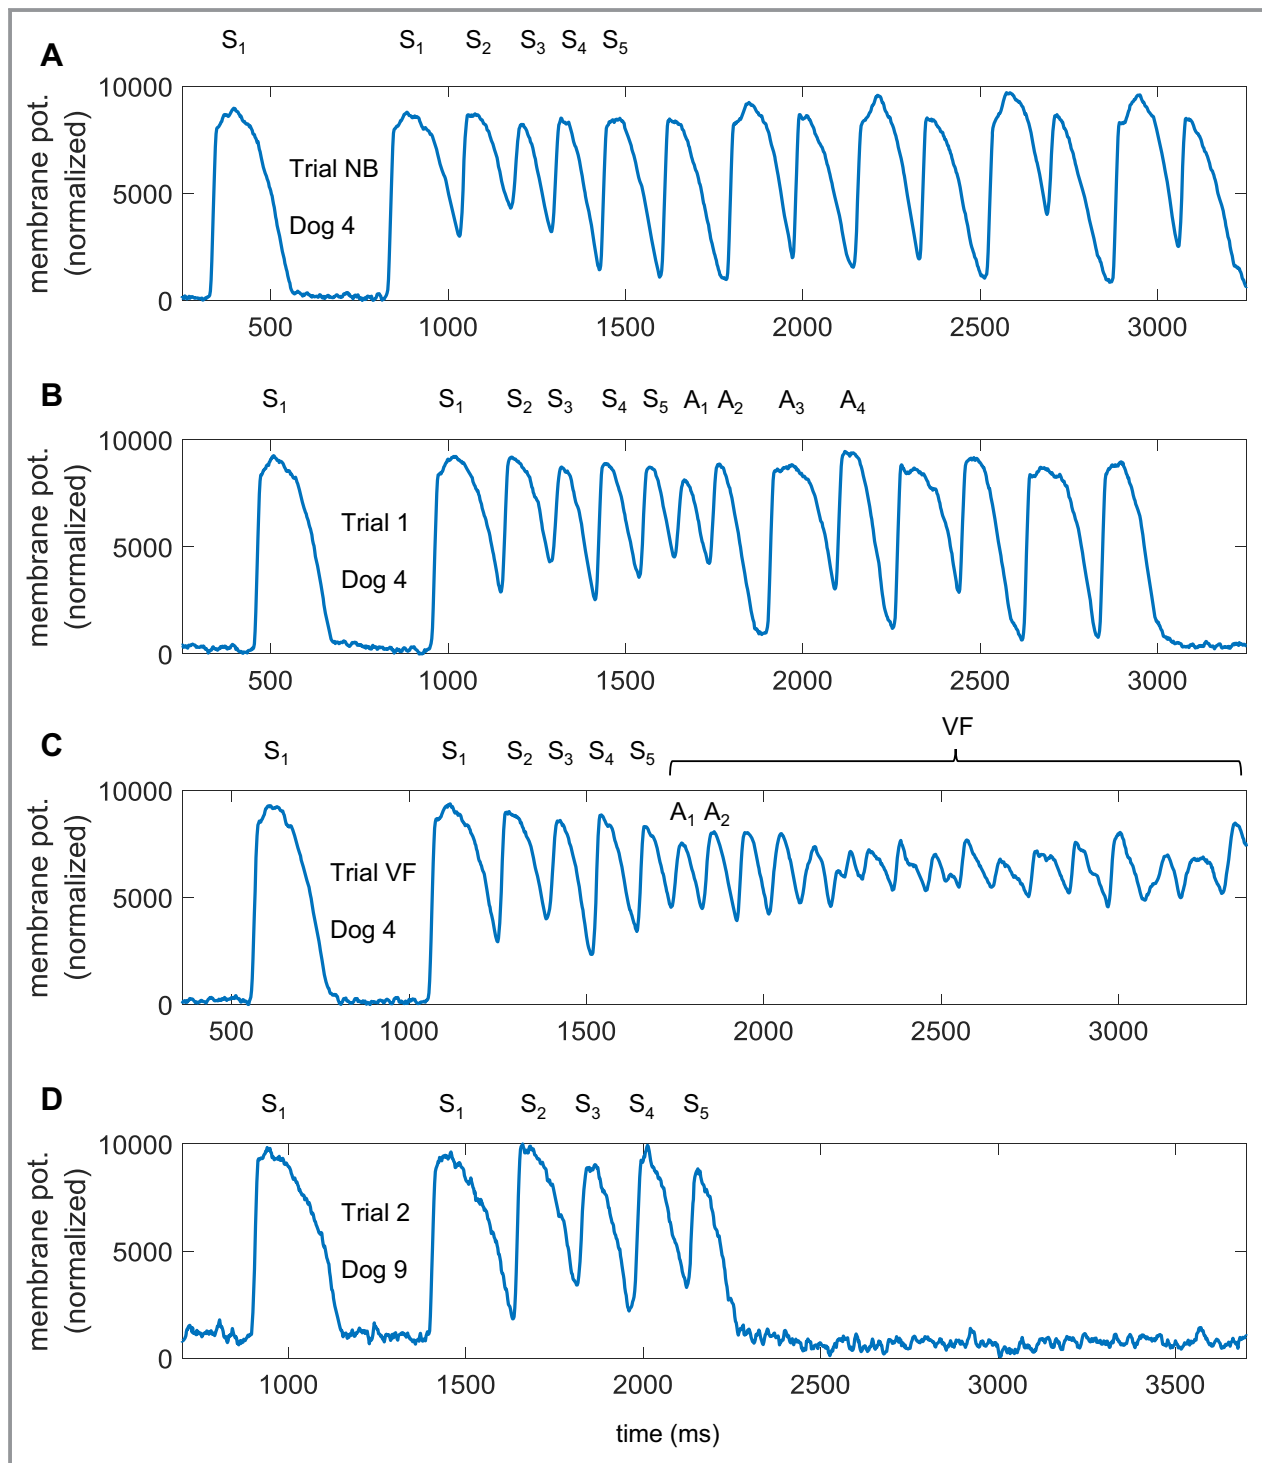 A
S1 S1 S2 S3 S4 S5
membrane pot.
(normalized)
10000
5000
0
Trial NB
Dog 4
500 1000 1500 2000 2500 3000
B
S1 S1 S2 S3 S4 S5 A1 A2 A3 A4
membrane pot.
(normalized)
10000
5000
0
Trial 1
Dog 4
500 1000 1500 2000 2500 3000
C
S1 S1 S2 S3 S4 S5 VF
A1 A2
membrane pot.
(normalized)
10000
5000
0
Trial VF
Dog 4
500 1000 1500 2000 2500 3000
D
S1 S1 S2 S3 S4 S5
membrane pot.
(normalized)
10000
5000
0
Trial 2
Dog 9
1000 1500 2000 2500 3000 3500
time (ms)